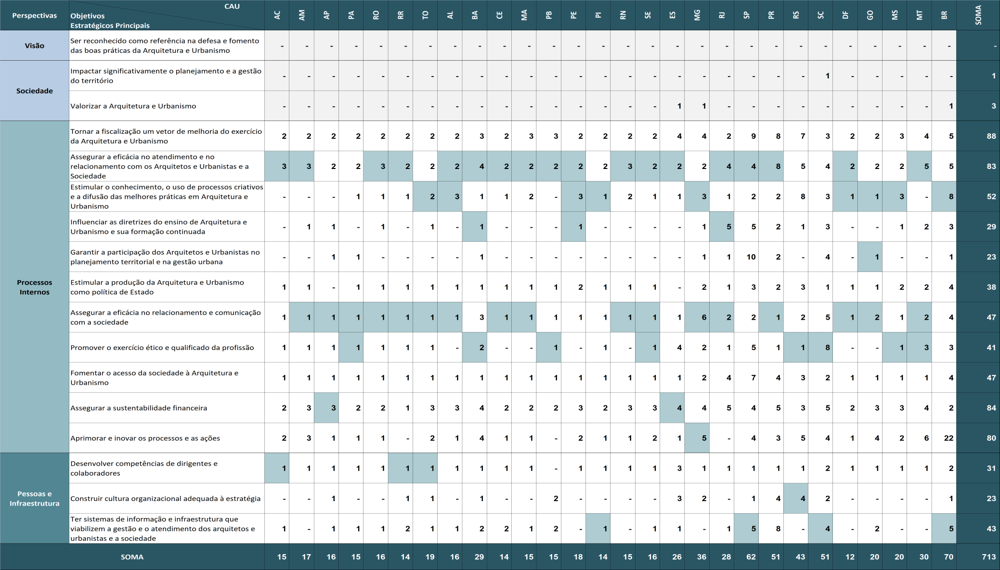 CAU
Perspectivas Objetivos Estratégicos Principais AC AM AP PA RO RR TO AL BA CE MA PB PE PI RN SE ES MG RJ SP PR RS SC DF GO MS MT BR SOMA
Visão
Ser reconhecido como referência na defesa e fomento
das boas práticas da Arquitetura e Urbanismo
- - - - - - - - - - - - - - - - - - - - - - - - - - - - -
Sociedade
Impactar significativamente o planejamento e a gestão
do território
- - - - - - - - - - - - - - - - - - - - - - 1 - - - - - 1
Valorizar a Arquitetura e Urbanismo
- - - - - - - - - - - - - - - - 1 1 - - - - - - - - - 1 3
Processos
Internos
Tornar a fiscalização um vetor de melhoria do exercício
da Arquitetura e Urbanismo
2 2 2 2 2 2 2 2 3 2 3 3 2 2 2 2 4 4 2 9 8 7 3 2 2 3 4 5 88
Assegurar a eficácia no atendimento e no
relacionamento com os Arquitetos e Urbanistas e a
Sociedade
3 3 2 2 3 2 2 2 4 2 2 2 2 2 3 2 2 2 4 4 8 5 4 2 2 2 5 5 83
Estimular o conhecimento, o uso de processos criativos
e a difusão das melhores práticas em Arquitetura e
Urbanismo
- - - 1 1 1 2 3 1 1 2 - 3 1 2 1 1 3 1 2 2 8 3 1 1 3 - 8 52
Influenciar as diretrizes do ensino de Arquitetura e
Urbanismo e sua formação continuada
- 1 1 - 1 - 1 - 1 - - - 1 - - - - 1 5 5 2 1 3 - - 1 2 3 29
Garantir a participação dos Arquitetos e Urbanistas no
planejamento territorial e na gestão urbana
- - 1 1 - - - - 1 - - - - - - - - 1 1 10 2 - 4 - 1 - - 1 23
Estimular a produção da Arquitetura e Urbanismo
como política de Estado
1 1 - 1 1 1 1 1 1 1 1 1 2 1 1 1 - 2 1 3 2 3 1 1 1 2 2 4 38
Assegurar a eficácia no relacionamento e comunicação
com a sociedade
1 1 1 1 1 1 1 1 3 1 1 1 1 1 1 1 1 6 2 2 1 2 5 1 2 1 2 4 47
Promover o exercício ético e qualificado da profissão
1 1 1 1 1 1 1 - 2 - - 1 - 1 - 1 4 2 1 5 1 1 8 - - 1 3 3 41
Fomentar o acesso da sociedade à Arquitetura e
Urbanismo
1 1 1 1 1 1 1 1 1 1 1 1 1 1 1 1 1 2 4 7 4 3 2 1 1 1 1 4 47
Assegurar a sustentabilidade financeira
2 3 3 2 2 1 3 3 4 2 2 2 3 2 3 3 4 4 5 4 5 3 5 2 3 3 4 2 84
Aprimorar e inovar os processos e as ações
2 3 1 1 1 - 2 1 4 1 1 - 2 1 1 2 1 5 - 4 3 5 4 1 4 2 6 22 80
Pessoas e
Infraestrutura
Desenvolver competências de dirigentes e
colaboradores
1 1 1 1 1 1 1 1 1 1 1 - 1 1 1 1 3 1 1 1 1 1 2 1 1 1 1 2 31
Construir cultura organizacional adequada à estratégia
- - 1 - - 1 1 - 1 - - 2 - - - - 3 2 - 1 4 4 2 - - - - 1 23
Ter sistemas de informação e infraestrutura que
viabilizem a gestão e o atendimento dos arquitetos e
urbanistas e a sociedade
1 - 1 1 1 2 1 1 2 2 1 2 - 1 - 1 1 - 1 5 8 - 4 - 2 - - 5 43
SOMA 15 17 16 15 16 14 19 16 29 14 15 15 18 14 15 16 26 36 28 62 51 43 51 12 20 20 30 70 713